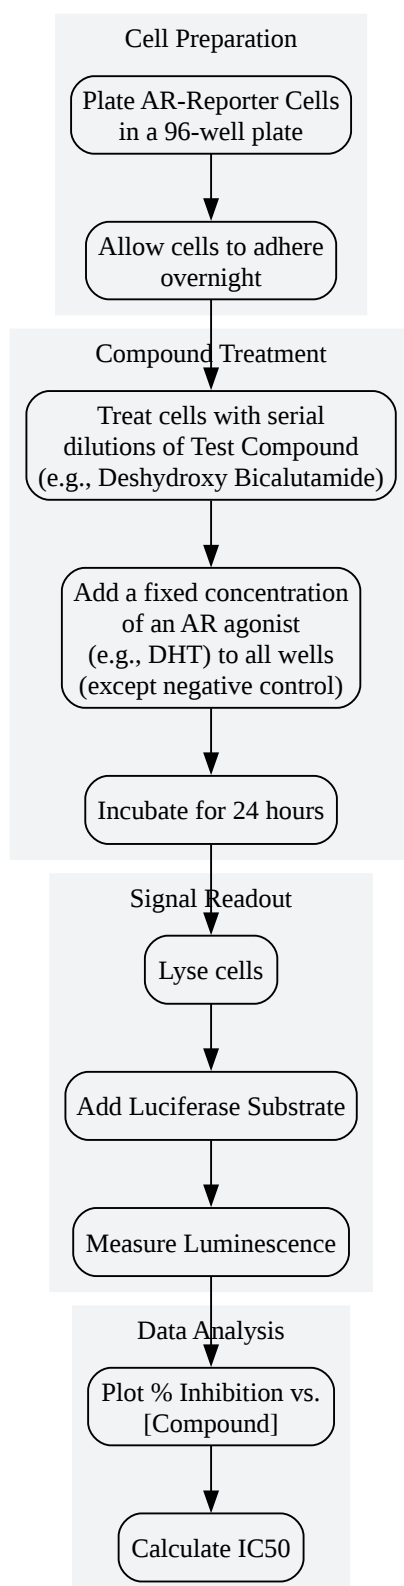 Cell Preparation
Plate AR-Reporter Cells
in a 96-well plate
Allow cells to adhere
overnight
Compound Treatment
Treat cells with serial
dilutions of Test Compound
(e.g., Deshydroxy Bicalutamide)
Add a fixed concentration
of an AR agonist
(e.g., DHT) to all wells
(except negative control)
Incubate for 24 hours
Signal Readout
Lyse cells
Add Luciferase Substrate
Measure Luminescence
Data Analysis
Plot % Inhibition vs.
[Compound]
Calculate IC50